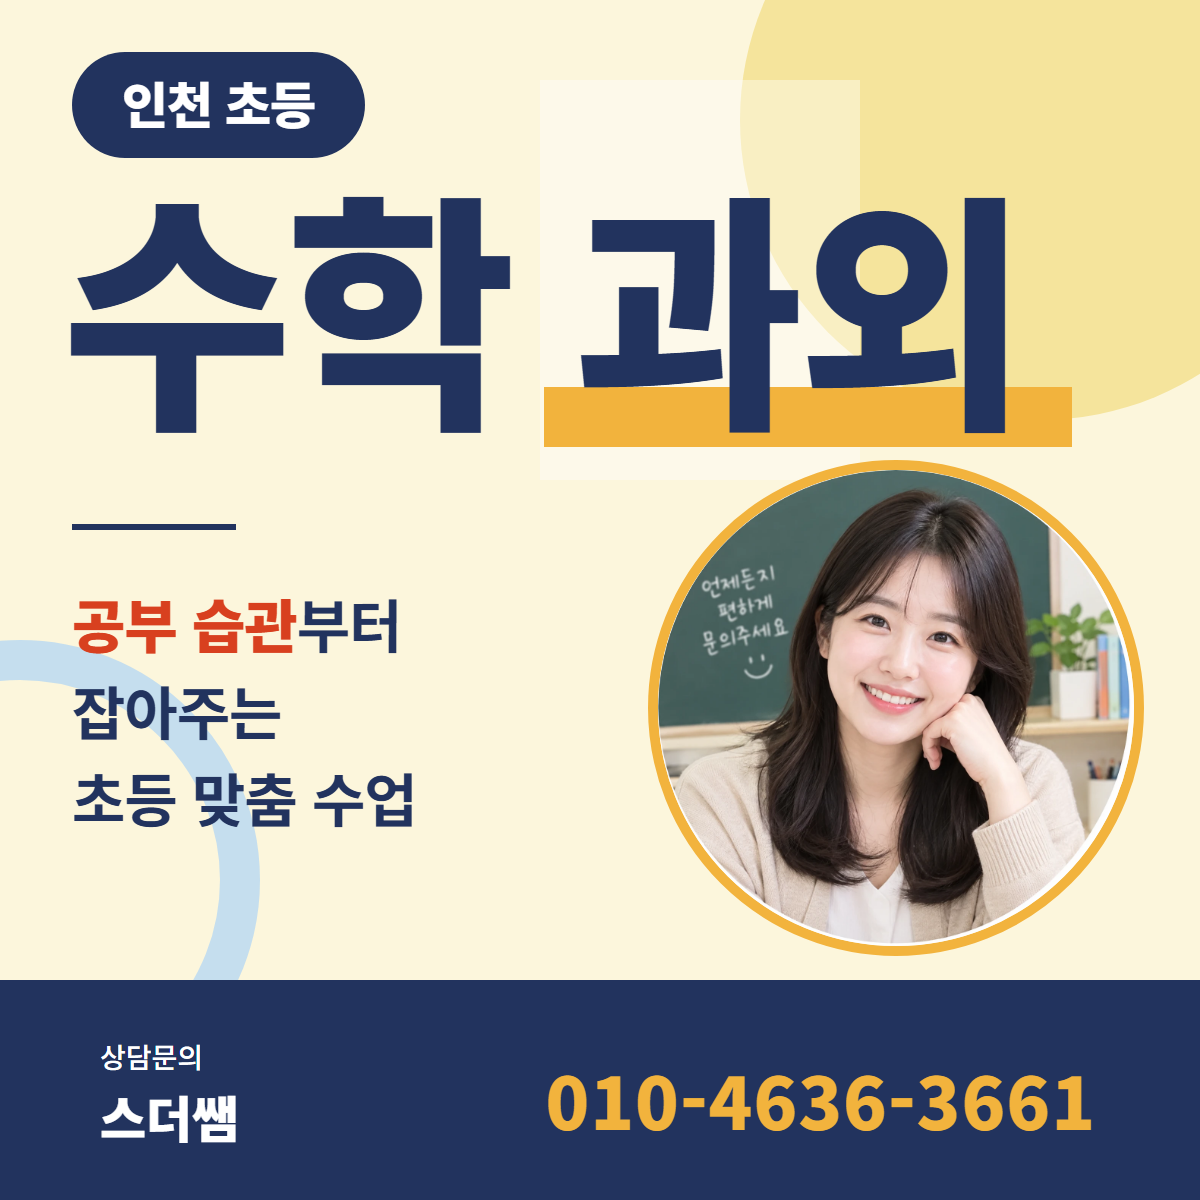 인천 초등
수학 과외
공부 습관부터
잡아주는
초등 맞춤 수업
언제든지
편하게
문의주세요
상담문의
스더쌤
010-4636-3661